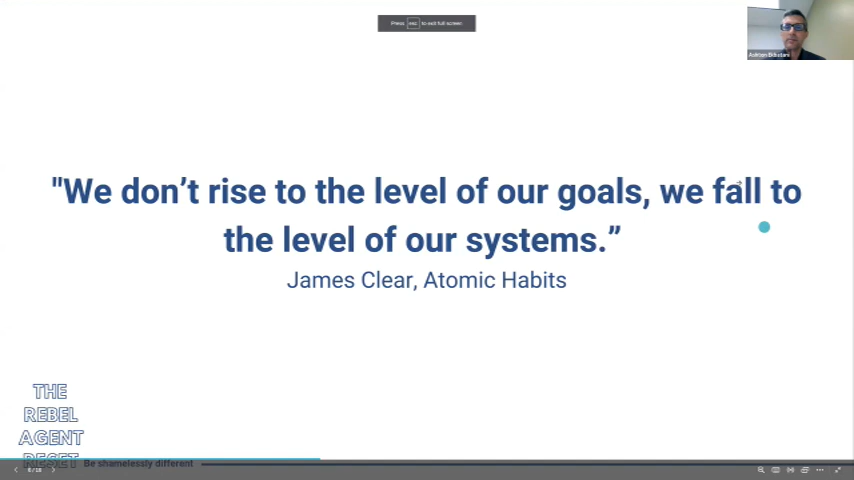 Press esc to exit full screen
"We don’t rise to the level of our goals, we fall to
the level of our systems.”
James Clear, Atomic Habits
THE
REBEL
AGENT
RESET
Be shamelessly different